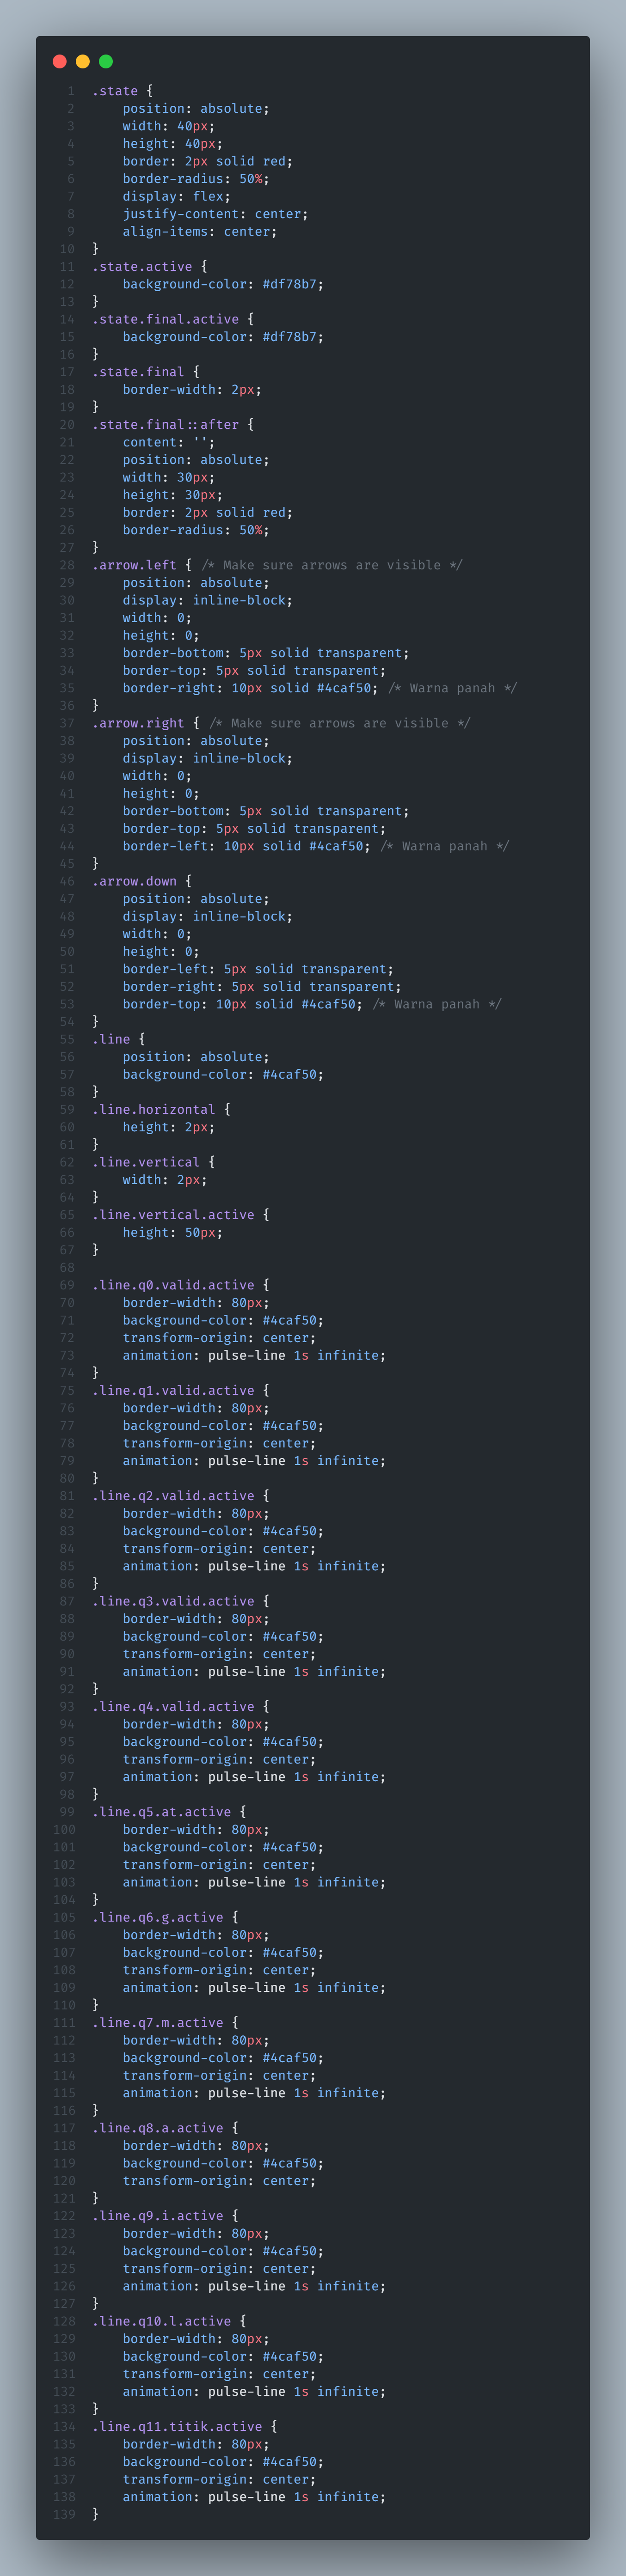 1 .state {
2     position: absolute;
3     width: 40px;
4     height: 40px;
5     border: 2px solid red;
6     border-radius: 50%;
7     display: flex;
8     justify-content: center;
9     align-items: center;
10 }
11 .state.active {
12     background-color: #df78b7;
13 }
14 .state.final.active {
15     background-color: #df78b7;
16 }
17 .state.final {
18     border-width: 2px;
19 }
20 .state.final::after {
21     content: '';
22     position: absolute;
23     width: 30px;
24     height: 30px;
25     border: 2px solid red;
26     border-radius: 50%;
27 }
28 .arrow.left { /* Make sure arrows are visible */
29     position: absolute;
30     display: inline-block;
31     width: 0;
32     height: 0;
33     border-bottom: 5px solid transparent;
34     border-top: 5px solid transparent;
35     border-right: 10px solid #4caf50; /* Warna panah */
36 }
37 .arrow.right { /* Make sure arrows are visible */
38     position: absolute;
39     display: inline-block;
40     width: 0;
41     height: 0;
42     border-bottom: 5px solid transparent;
43     border-top: 5px solid transparent;
44     border-left: 10px solid #4caf50; /* Warna panah */
45 }
46 .arrow.down {
47     position: absolute;
48     display: inline-block;
49     width: 0;
50     height: 0;
51     border-left: 5px solid transparent;
52     border-right: 5px solid transparent;
53     border-top: 10px solid #4caf50; /* Warna panah */
54 }
55 .line {
56     position: absolute;
57     background-color: #4caf50;
58 }
59 .line.horizontal {
60     height: 2px;
61 }
62 .line.vertical {
63     width: 2px;
64 }
65 .line.vertical.active {
66     height: 50px;
67 }
68
69 .line.q0.valid.active {
70     border-width: 80px;
71     background-color: #4caf50;
72     transform-origin: center;
73     animation: pulse-line 1s infinite;
74 }
75 .line.q1.valid.active {
76     border-width: 80px;
77     background-color: #4caf50;
78     transform-origin: center;
79     animation: pulse-line 1s infinite;
80 }
81 .line.q2.valid.active {
82     border-width: 80px;
83     background-color: #4caf50;
84     transform-origin: center;
85     animation: pulse-line 1s infinite;
86 }
87 .line.q3.valid.active {
88     border-width: 80px;
89     background-color: #4caf50;
90     transform-origin: center;
91     animation: pulse-line 1s infinite;
92 }
93 .line.q4.valid.active {
94     border-width: 80px;
95     background-color: #4caf50;
96     transform-origin: center;
97     animation: pulse-line 1s infinite;
98 }
99 .line.q5.at.active {
100     border-width: 80px;
101     background-color: #4caf50;
102     transform-origin: center;
103     animation: pulse-line 1s infinite;
104 }
105 .line.q6.g.active {
106     border-width: 80px;
107     background-color: #4caf50;
108     transform-origin: center;
109     animation: pulse-line 1s infinite;
110 }
111 .line.q7.m.active {
112     border-width: 80px;
113     background-color: #4caf50;
114     transform-origin: center;
115     animation: pulse-line 1s infinite;
116 }
117 .line.q8.a.active {
118     border-width: 80px;
119     background-color: #4caf50;
120     transform-origin: center;
121 }
122 .line.q9.i.active {
123     border-width: 80px;
124     background-color: #4caf50;
125     transform-origin: center;
126     animation: pulse-line 1s infinite;
127 }
128 .line.q10.l.active {
129     border-width: 80px;
130     background-color: #4caf50;
131     transform-origin: center;
132     animation: pulse-line 1s infinite;
133 }
134 .line.q11.titik.active {
135     border-width: 80px;
136     background-color: #4caf50;
137     transform-origin: center;
138     animation: pulse-line 1s infinite;
139 }